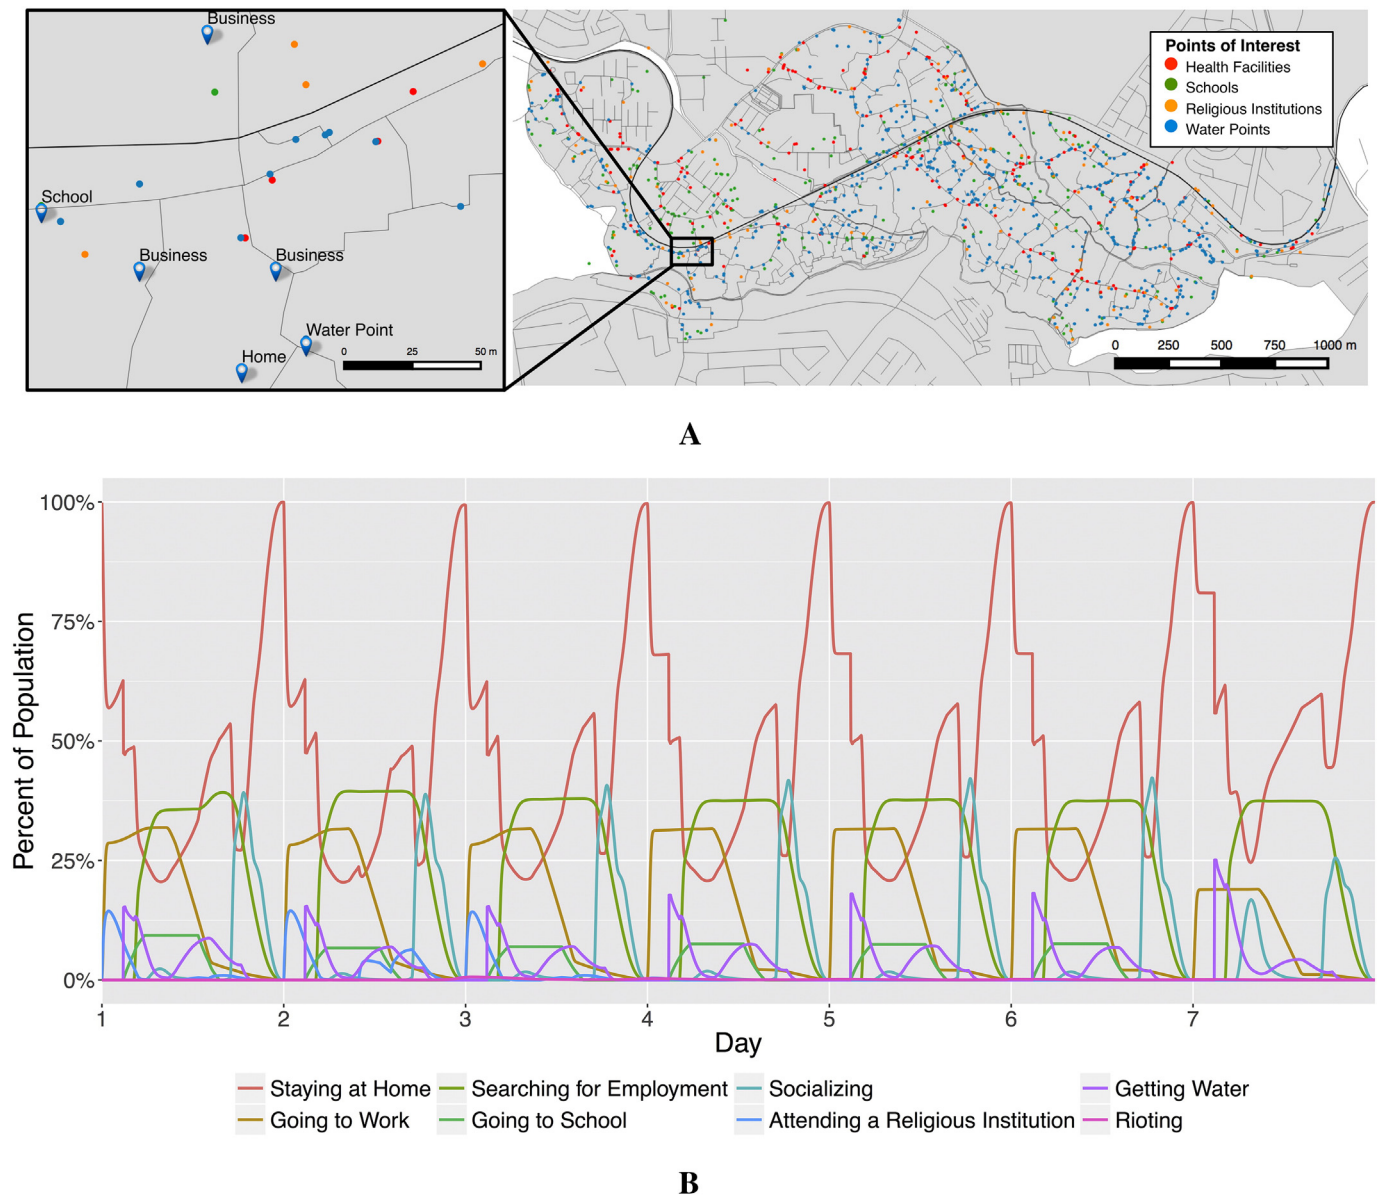 Business
School
Business
Business
Water Point
Home
0 25 50 m
Points of Interest
Health Facilities
Schools
Religious Institutions
Water Points
0 250 500 750 1000 m
A
100%
75%
50%
25%
0%
Percent of Population
1 2 3 4 5 6 7
Day
Staying at Home Searching for Employment Socializing Getting Water
Going to Work Going to School Attending a Religious Institution Rioting
B